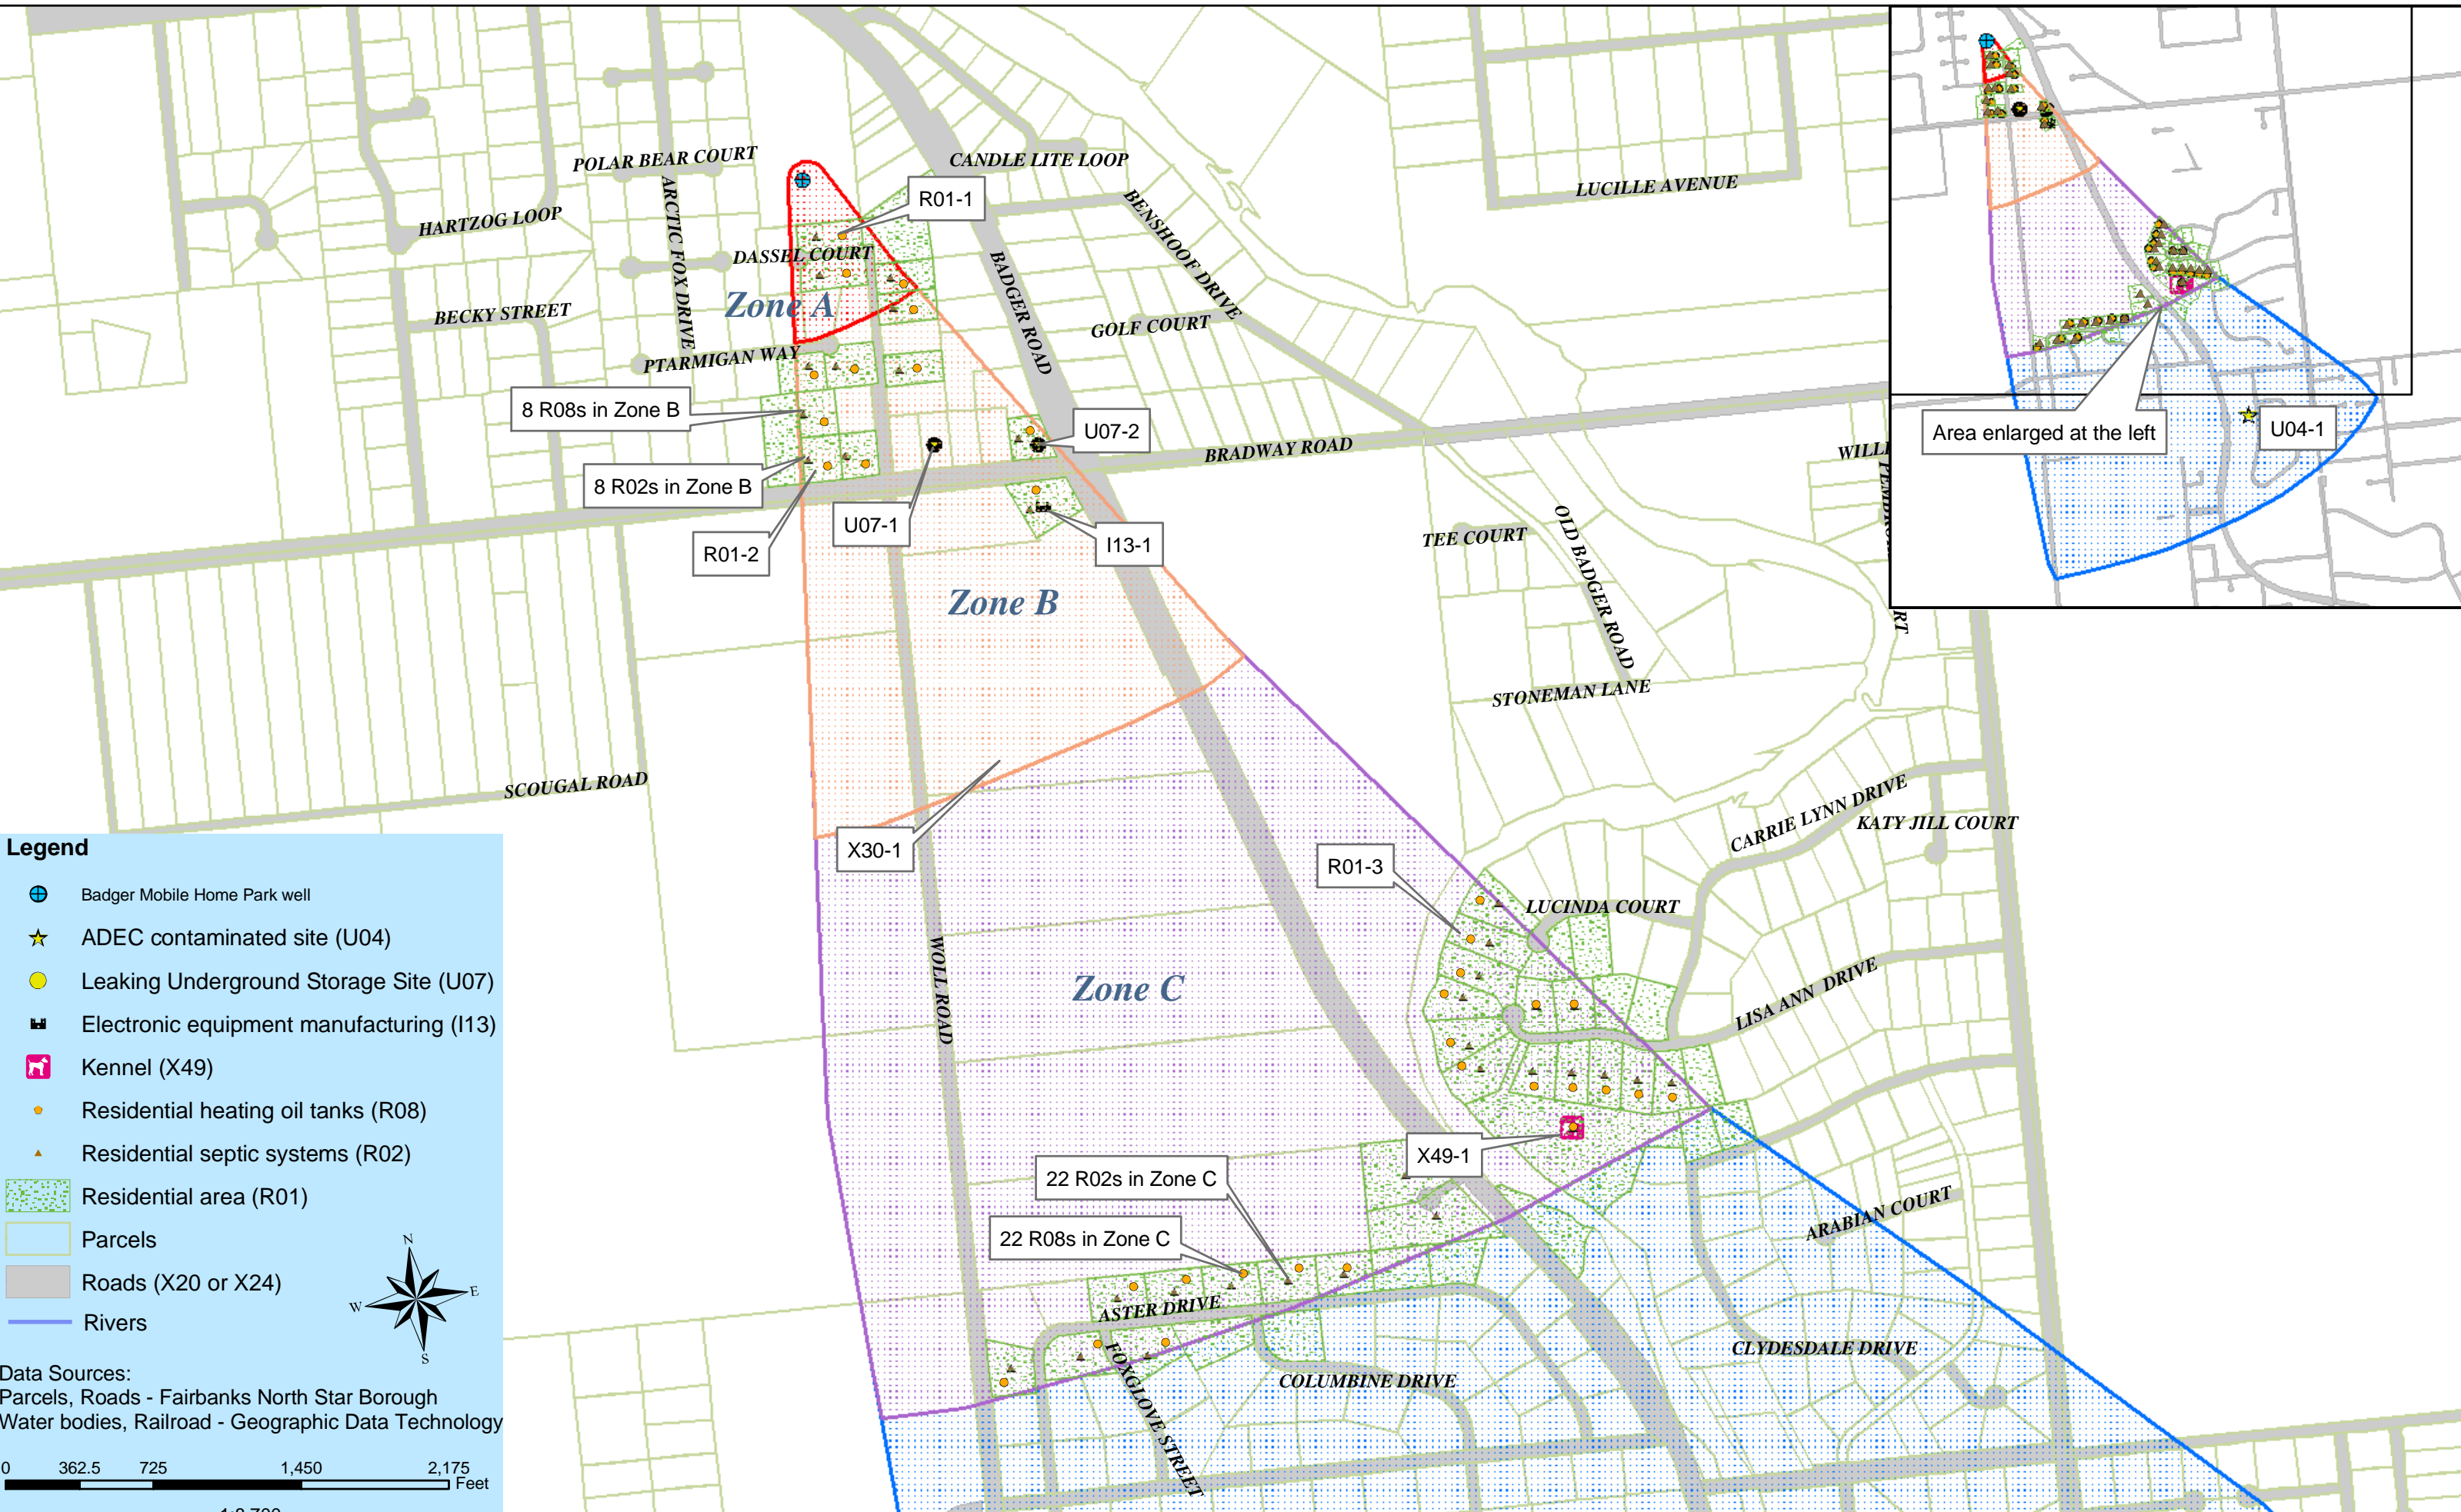 POLAR BEAR COURT
CANDLE LITE LOOP
LUCILLE AVENUE
HARTZOG LOOP
ARCTIC FOX DRIVE
R01-1
BENSHOOF DRIVE
DASSEL COURT
BADGER ROAD
Zone A
BECKY STREET
GOLF COURT
PTARMIGAN WAY
8 R08s in Zone B
U07-2
BRADWAY ROAD
8 R02s in Zone B
U07-1
R01-2
I13-1
TEE COURT
OLD BADGER ROAD
Zone B
STONEMAN LANE
SCOUGAL ROAD
X30-1
R01-3
CARRIE LYNN DRIVE
KATY JILL COURT
LUCINDA COURT
WOLL ROAD
Zone C
LISA ANN DRIVE
X49-1
22 R02s in Zone C
22 R08s in Zone C
ARABIAN COURT
ASTER DRIVE
FOXGLOVE STREET
COLUMBINE DRIVE
CLYDESDALE DRIVE
Area enlarged at the left
U04-1
RT
Legend
Badger Mobile Home Park well
ADEC contaminated site (U04)
Leaking Underground Storage Site (U07)
Electronic equipment manufacturing (I13)
Kennel (X49)
Residential heating oil tanks (R08)
Residential septic systems (R02)
Residential area (R01)
Parcels
Roads (X20 or X24)
Rivers
N
W E
S
Data Sources:
Parcels, Roads - Fairbanks North Star Borough
Water bodies, Railroad - Geographic Data Technology
0 362.5 725 1,450 2,175
Feet